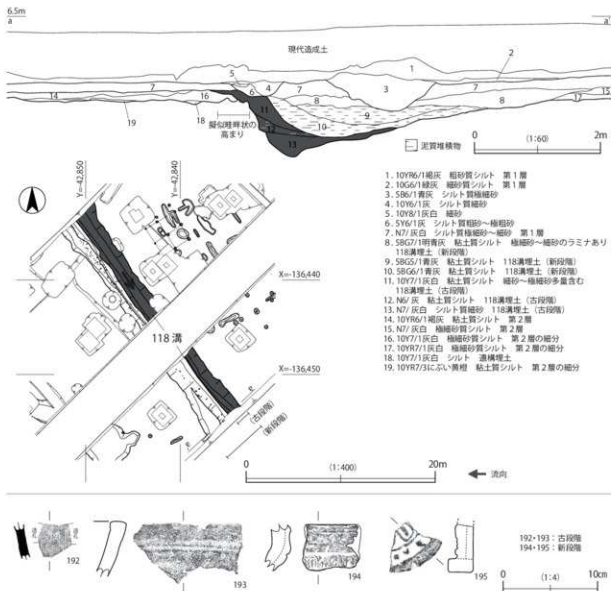 6.5m
a
a'
現代造成土
1
2
5
6
4
7
3
7
7
14
16
8
8
15
17
11
9
10
12
13
18
19
擬似畦畔状の
高まり
泥質堆積物
0 (1:60) 2m
Y=-42,850
Y=-42,840
X=-136,440
X=-136,450
118溝
(古段階)
(新段階)
0 (1:400) 20m
流向
1. 10YR6/1褐灰 粗砂質シルト 第1層
2. 10G6/1緑灰 細砂質シルト 第1層
3. 5B6/1青灰 シルト質極細砂
4. 10Y6/1灰 シルト質細砂
5. 10Y8/1灰白 細砂
6. 5Y6/1灰 シルト質粗砂～極粗砂
7. N7/灰白 シルト質極細砂～細砂 第1層
8. 5BG7/1明青灰 粘土質シルト 極細砂～細砂のラミナあり
118溝埋土(新段階)
9. 5BG5/1青灰 粘土質シルト 118溝埋土(新段階)
10. 5BG6/1青灰 粘土質シルト 118溝埋土(新段階)
11. 10Y7/1灰白 粘土質シルト 細砂～極細砂多量含む
118溝埋土(古段階)
12. N6/灰 粘土質シルト 118溝埋土(古段階)
13. N7/灰 シルト質細砂 118溝埋土(古段階)
14. 10YR6/1褐灰 粘土質シルト 第2層
15. N7/灰白 極細砂質シルト 第2層
16. 10Y7/1灰白 極細砂質シルト 第2層の細分
17. 10YR7/1灰白 極細砂質シルト 第2層の細分
18. 10Y7/1灰白 シルト 遺構埋土
19. 10YR7/3にぶい黄橙 粘土質シルト 第2層の細分
192
193
194
195
192・193：古段階
194・195：新段階
0 (1:4) 10cm